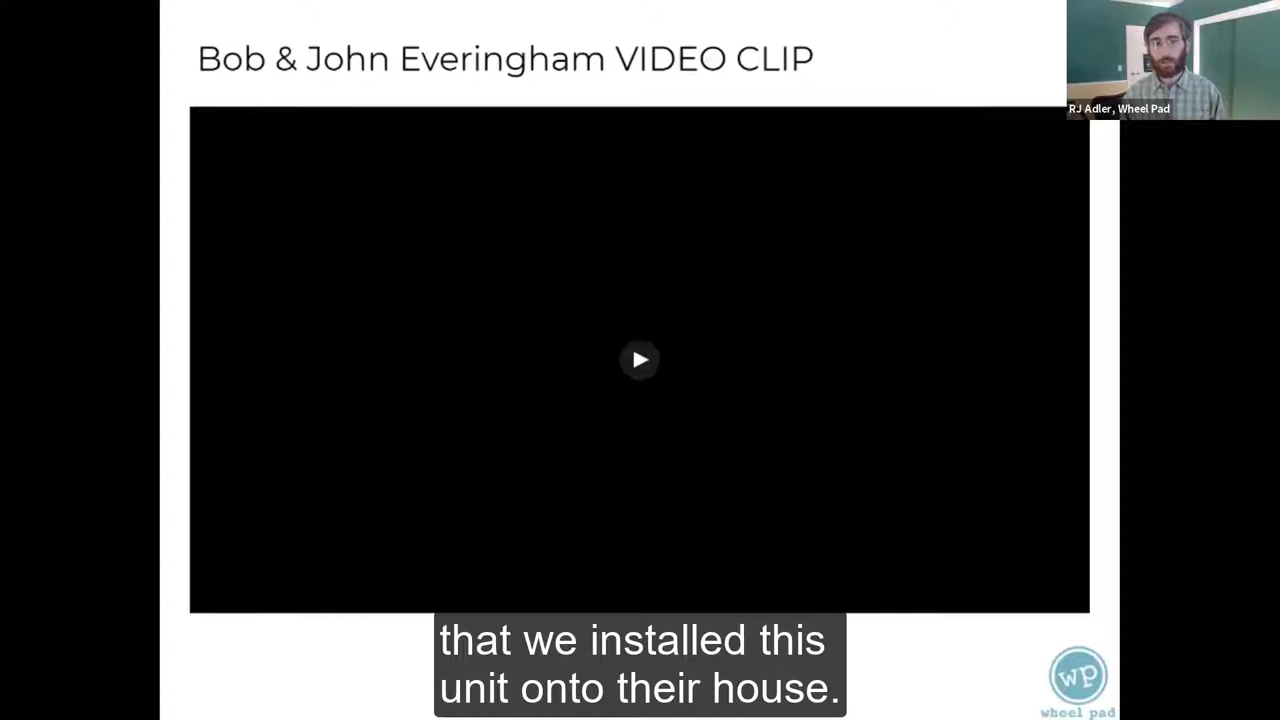 Bob & John Everingham VIDEO CLIP
RJ Adler, Wheel Pad
that we installed this
unit onto their house.
wp
wheel pad